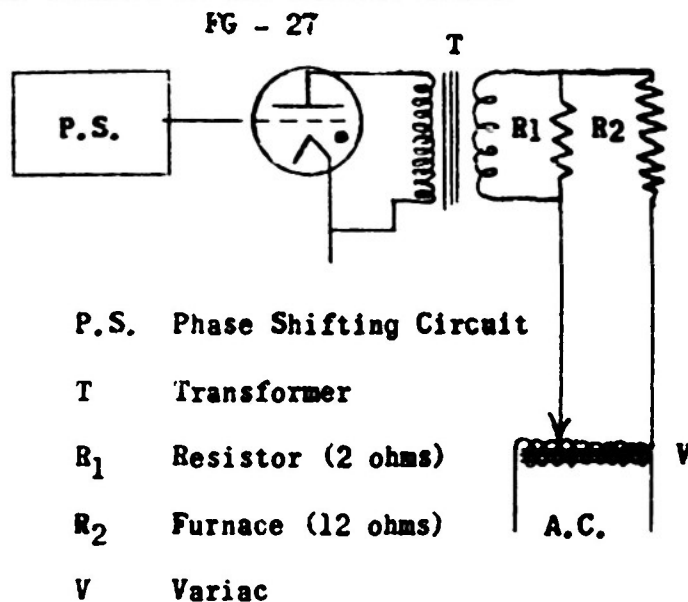 FG - 27
T
P.S.
R1
R2
P.S. Phase Shifting Circuit
T Transformer
R1 Resistor (2 ohms)
V
R2 Furnace (12 ohms)
A.C.
V Variac